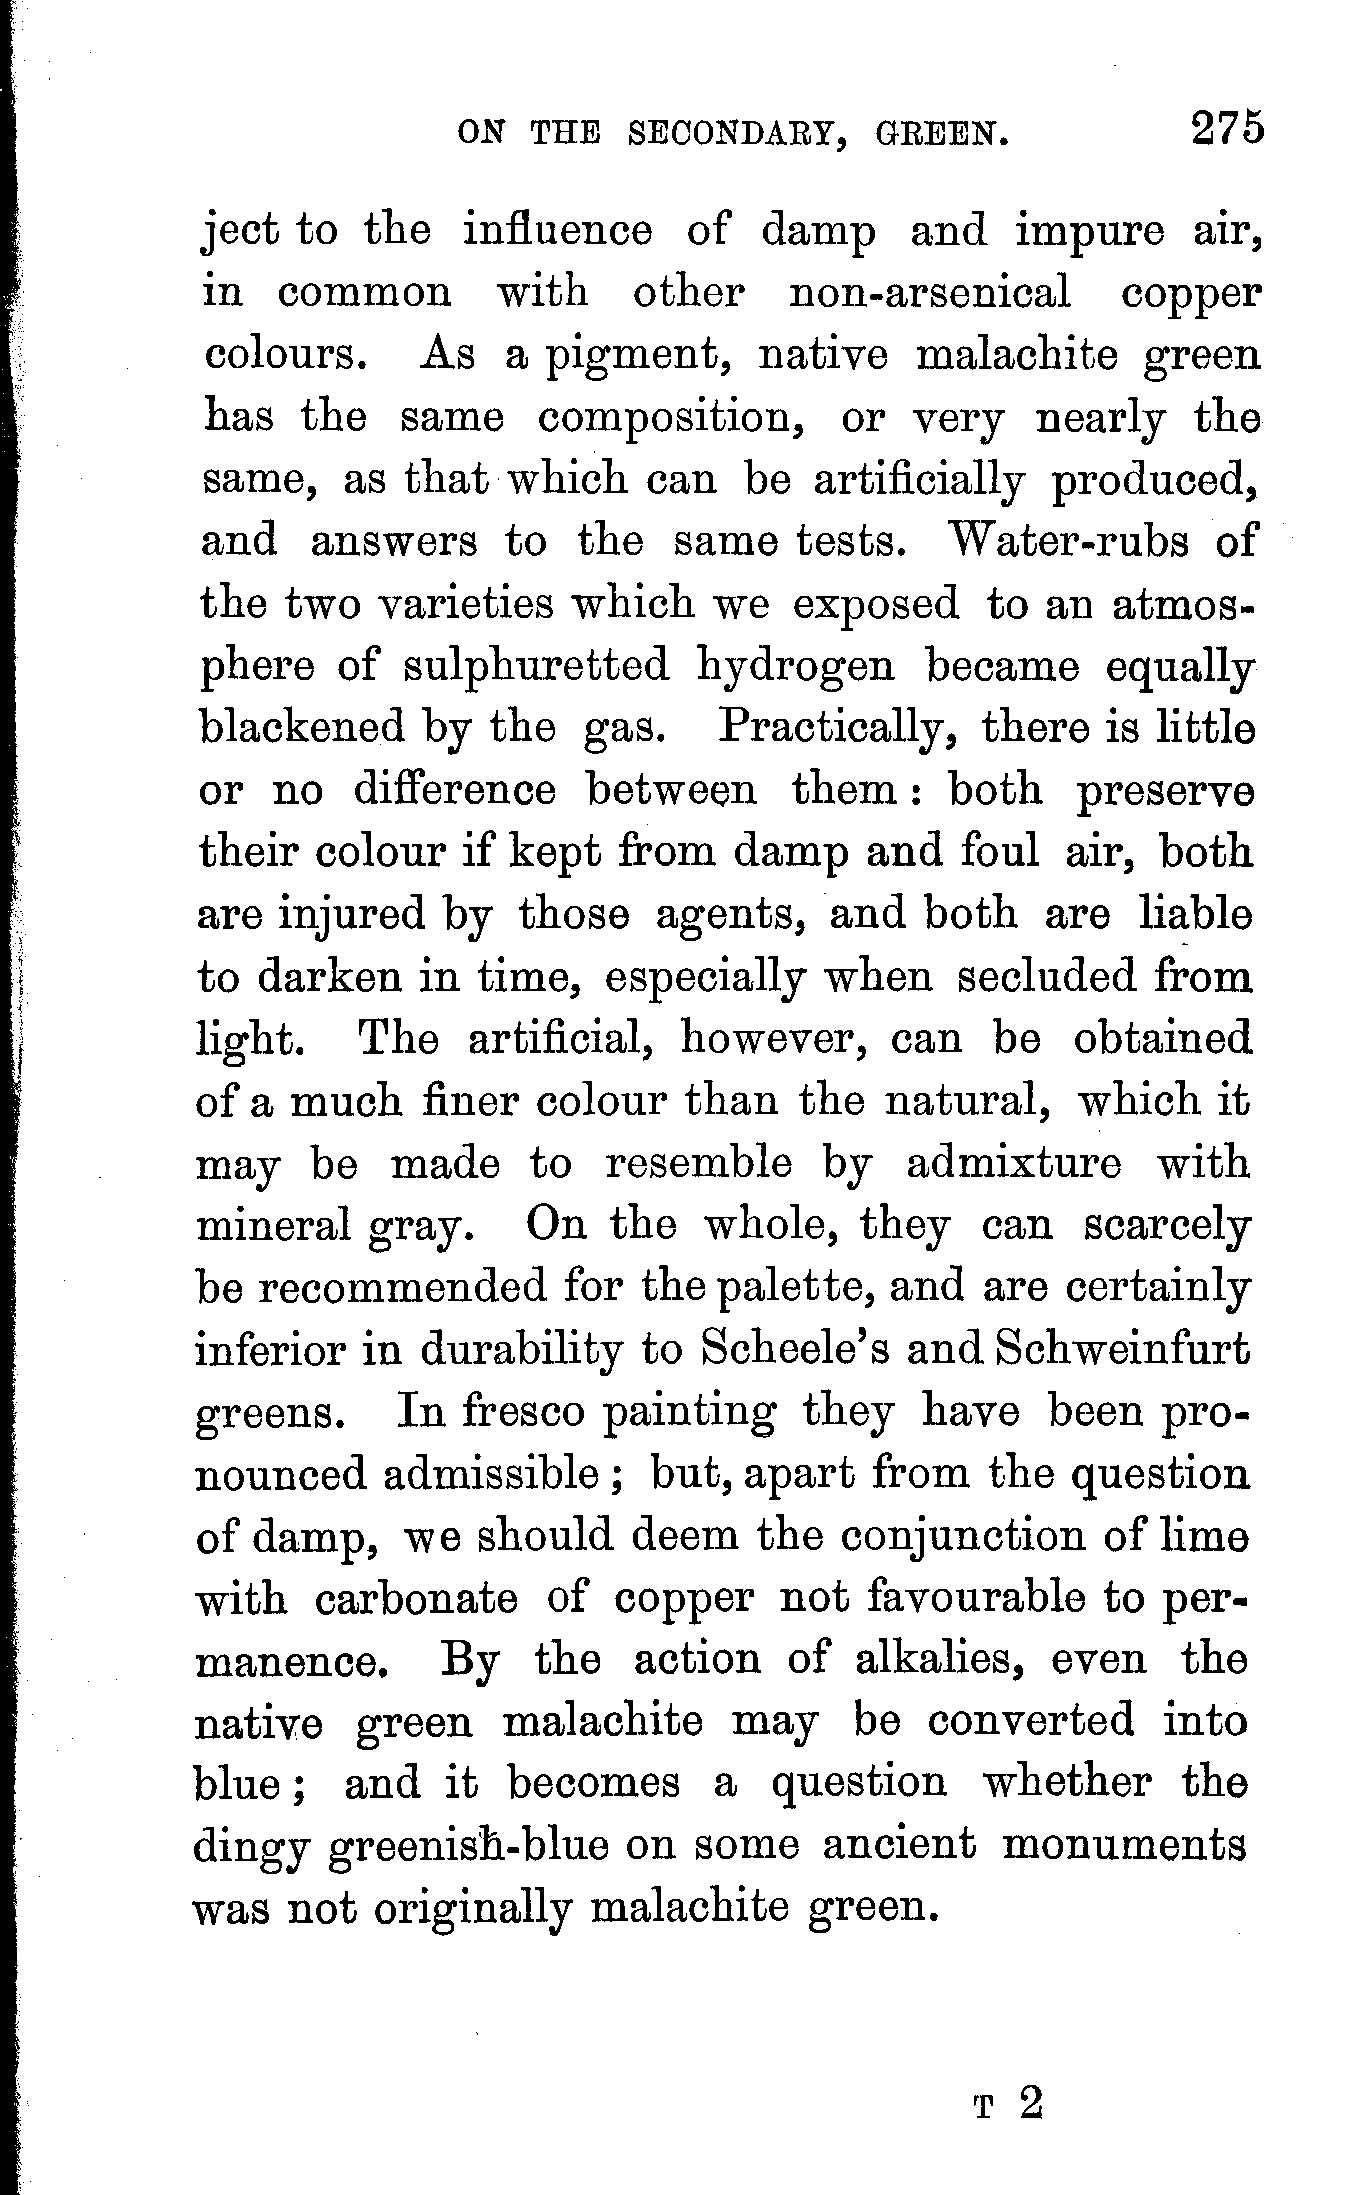 ON THE SECONDARY, GREEN. 275
ject to the influence of damp and impure air,
in common with other non-arsenical copper
colours. As a pigment, native malachite green
has the same composition, or very nearly the
same, as that which can be artificially produced,
and answers to the same tests. Water-rubs of
the two varieties which we exposed to an atmos-
phere of sulphuretted hydrogen became equally
blackened by the gas. Practically, there is little
or no difference between them : both preserve
their colour if kept from damp and foul air, both
are injured by those agents, and both are liable
to darken in time, especially when secluded from
light. The artificial, however, can be obtained
of a much finer colour than the natural, which it
may be made to resemble by admixture with
mineral gray. On the whole, they can scarcely
be recommended for the palette, and are certainly
inferior in durability to Scheele's and Schweinfurt
greens. In fresco painting they have been pro-
nounced admissible ; but, apart from the question
of damp, we should deem the conjunction of lime
with carbonate of copper not favourable to per-
manence. By the action of alkalies, even the
native green malachite may be converted into
blue ; and it becomes a question whether the
dingy greenish-blue on some ancient monuments
was not originally malachite green.
T 2